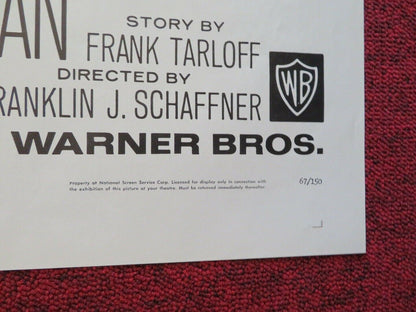 AN
STORY BY
FRANK TARLOFF
DIRECTED BY
RANKLIN J. SCHAFFNER
WB
WARNER BROS.
Property of National Screen Service Corp. Licensed for display only in connection with
the exhibition of this picture at your theatre. Must be returned immediately thereafter.
67/150